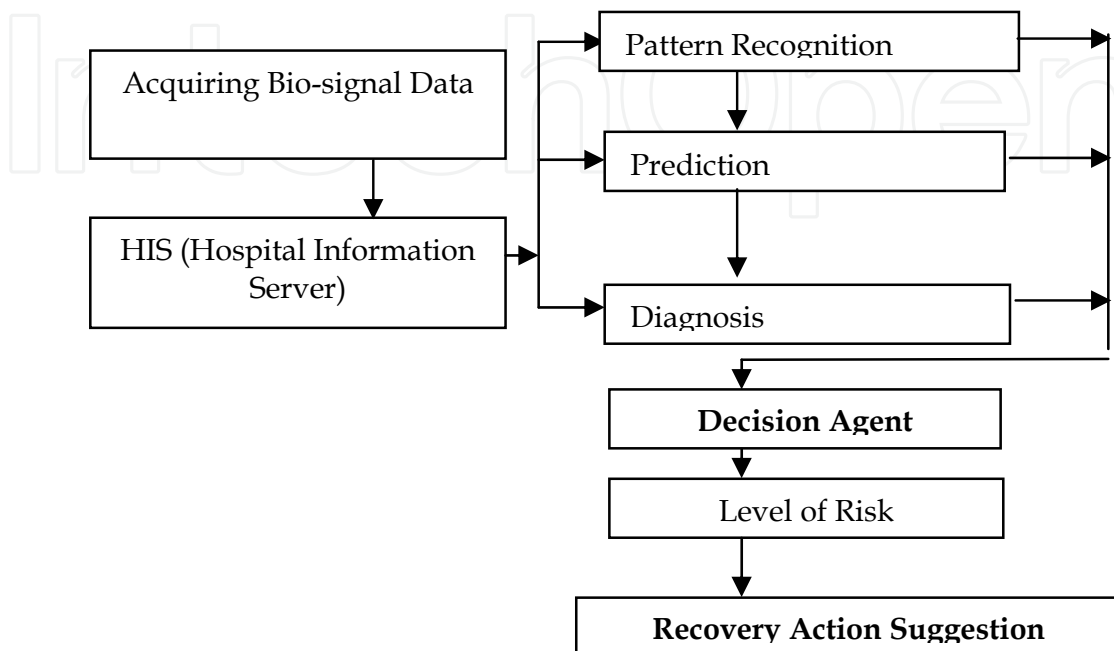 IntechOpen
Acquiring Bio-signal Data
HIS (Hospital Information
Server)
Pattern Recognition
Prediction
Diagnosis
Decision Agent
Level of Risk
Recovery Action Suggestion